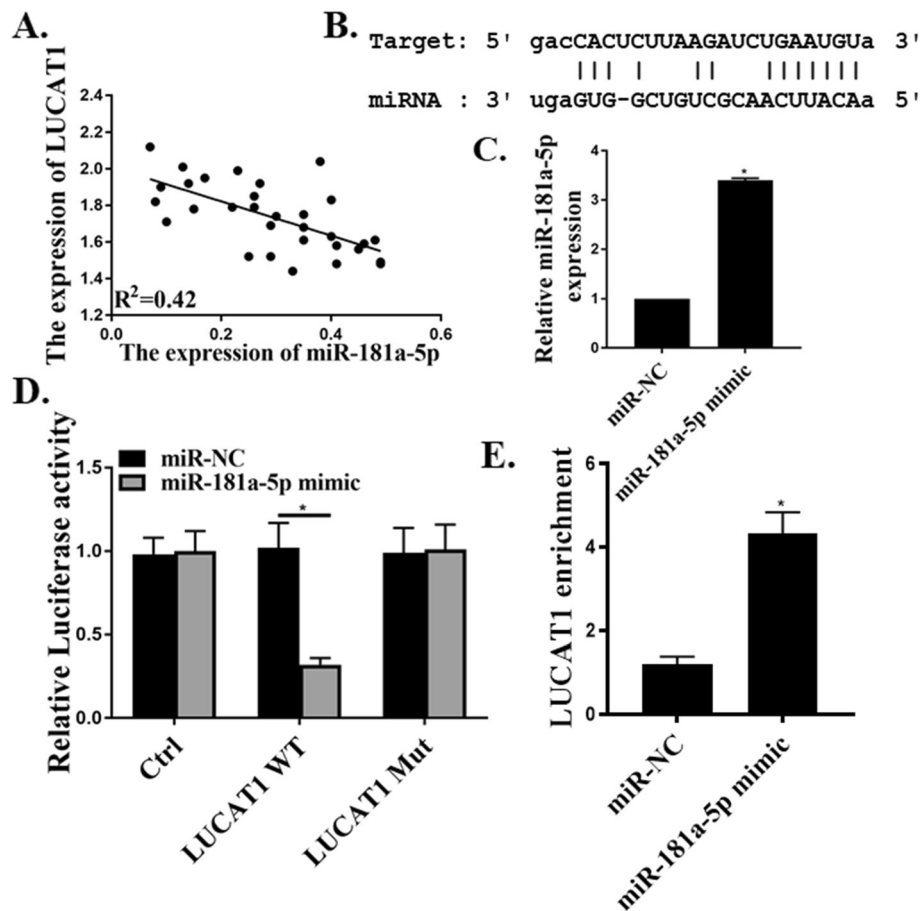 A.
The expression of LUCAT1
2.4
2.2
2.0
1.8
1.6
1.4
1.2
R²=0.42
0.0
0.2
0.4
0.6
The expression of miR-181a-5p
B.
Target: 5' gacCACUCUUAAGAUCUGAAUGUa 3'
||| | || |||||||
miRNA : 3' ugaGUG-GCUGUCGCAACUUACAa 5'
C.
Relative miR-181a-5p
expression
4
3
2
1
0
*
miR-NC
miR-181a-5p mimic
D.
Relative Luciferase activity
miR-NC
miR-181a-5p mimic
1.5
1.0
0.5
0.0
*
Ctrl
LUCAT1 WT
LUCAT1 Mut
E.
LUCAT1 enrichment
6
4
2
0
*
miR-NC
miR-181a-5p mimic